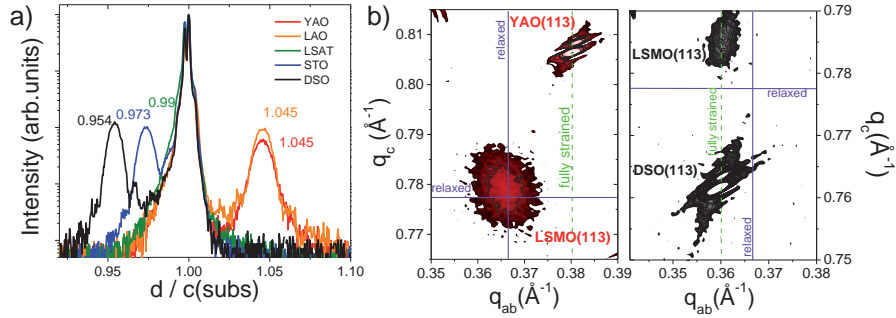 a)
Intensity (arb.units)
YAO
LAO
LSAT
STO
DSO
0.954
0.973
0.99
1.045
1.045
0.95
1.00
1.05
1.10
d / c(subs)
b)
YAO(113)
relaxed
fully strained
relaxed
LSMO(113)
0.81
0.80
0.79
0.78
0.77
q_c (Å⁻¹)
0.35
0.36
0.37
0.38
0.39
q_ab(Å⁻¹)
LSMO(113)
relaxed
fully strained
DSO(113)
relaxed
0.79
0.78
0.77
0.76
0.75
q_c (Å⁻¹)
0.36
0.37
0.38
q_ab (Å⁻¹)